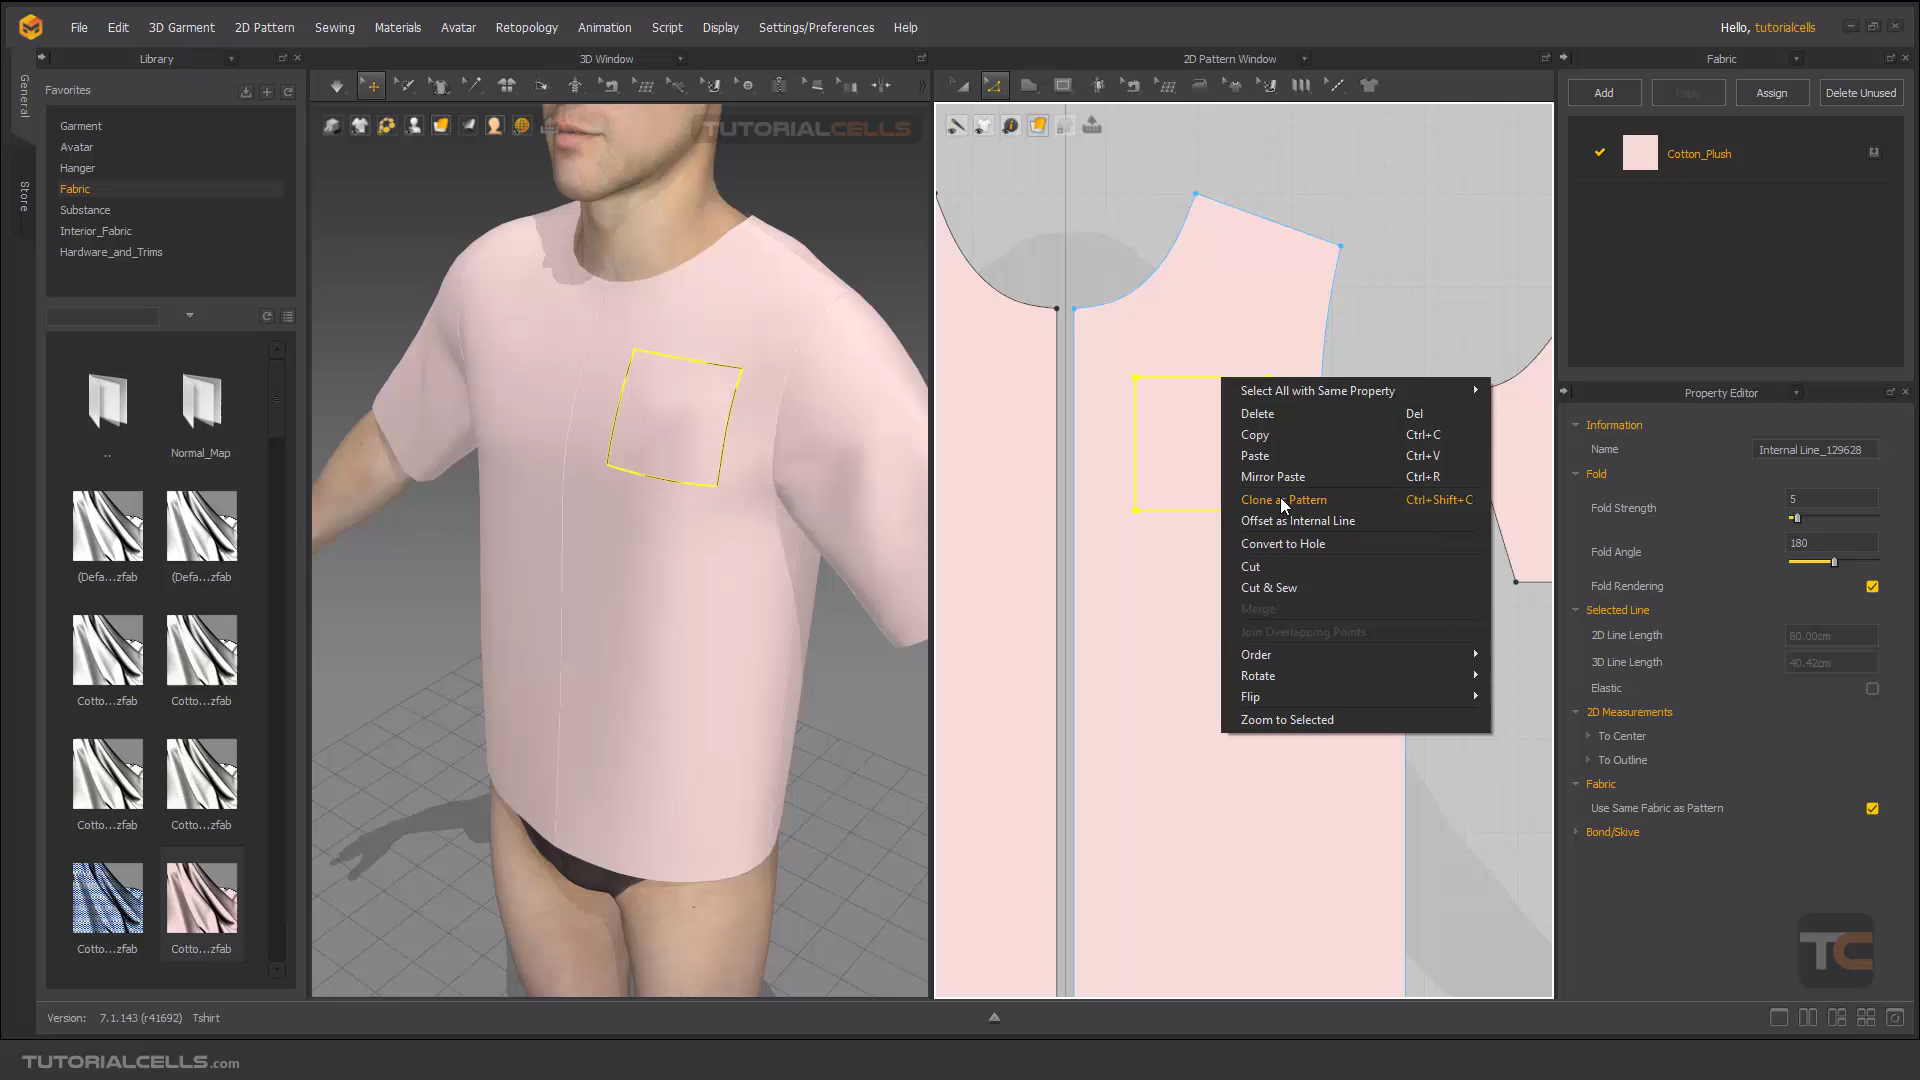 File Edit 3D Garment 2D Pattern Sewing Materials Avatar Retopology Animation Script Display Settings/Preferences Help
Hello, tutorialcells
Library
3D Window
2D Pattern Window
Fabric
General
Store
Favorites
Garment
Avatar
Hanger
Fabric
Substance
Interior_Fabric
Hardware_and_Trims
..
Normal_Map
(Defa...zfab
(Defa...zfab
Cotto...zfab
Cotto...zfab
Cotto...zfab
Cotto...zfab
Cotto...zfab
Cotto...zfab
TUTORIALCELLS
Select All with Same Property
Delete Del
Copy Ctrl+C
Paste Ctrl+V
Mirror Paste Ctrl+R
Clone as Pattern Ctrl+Shift+C
Offset as Internal Line
Convert to Hole
Cut
Cut & Sew
Merge
Join Overlapping Points
Order
Rotate
Flip
Zoom to Selected
Add Copy Assign Delete Unused
Cotton_Plush
Property Editor
Information
Name Internal Line_129628
Fold
Fold Strength 5
Fold Angle 180
Fold Rendering
Selected Line
2D Line Length 80.00cm
3D Line Length 40.42cm
Elastic
2D Measurements
To Center
To Outline
Fabric
Use Same Fabric as Pattern
Bond/Skive
TC
Version: 7.1.143 (r41692) Tshirt
TUTORIALCELLS.com